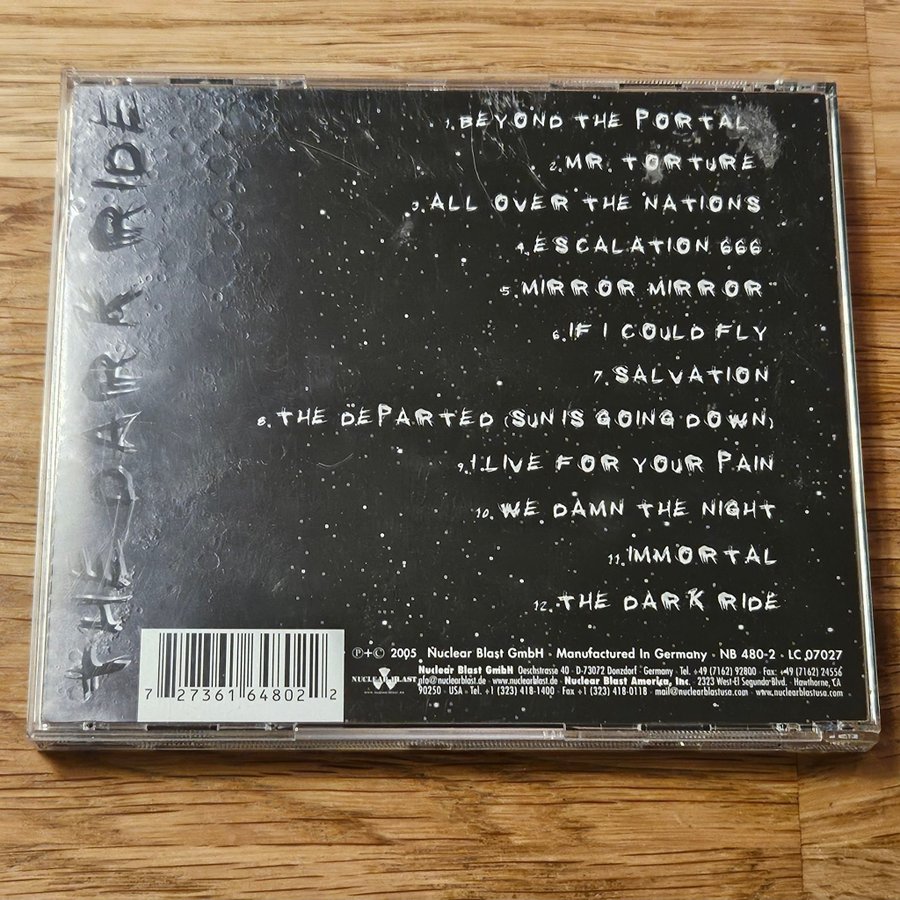 THE DARK RIDE
1. BEYOND THE PORTAL
2. MR. TORTURE
3. ALL OVER THE NATIONS
4. ESCALATION 666
5. MIRROR MIRROR
6. IF I COULD FLY
7. SALVATION
8. THE DEPARTED (SUN IS GOING DOWN)
9. I LIVE FOR YOUR PAIN
10. WE DAMN THE NIGHT
11. IMMORTAL
12. THE DARK RIDE
℗+© 2005 Nuclear Blast GmbH · Manufactured In Germany · NB 480-2 · LC 07027
Nuclear Blast GmbH Oeschstrasse 40 · D-73072 Donzdorf · Germany Tel. +49 (7162) 92800 · Fax: +49 (7162) 24556
info@nuclearblast.de · www.nuclearblast.de · Nuclear Blast America, Inc. · 2323 West-El Segundo-Blvd. Hawthorne, CA
90250 · USA · Tel. +1 (323) 418-1400 · Fax +1 (323) 418-0118 · mail@nuclearblastusa.com · www.nuclearblastusa.com
NUCLEAR BLAST
7 27361 64802 2